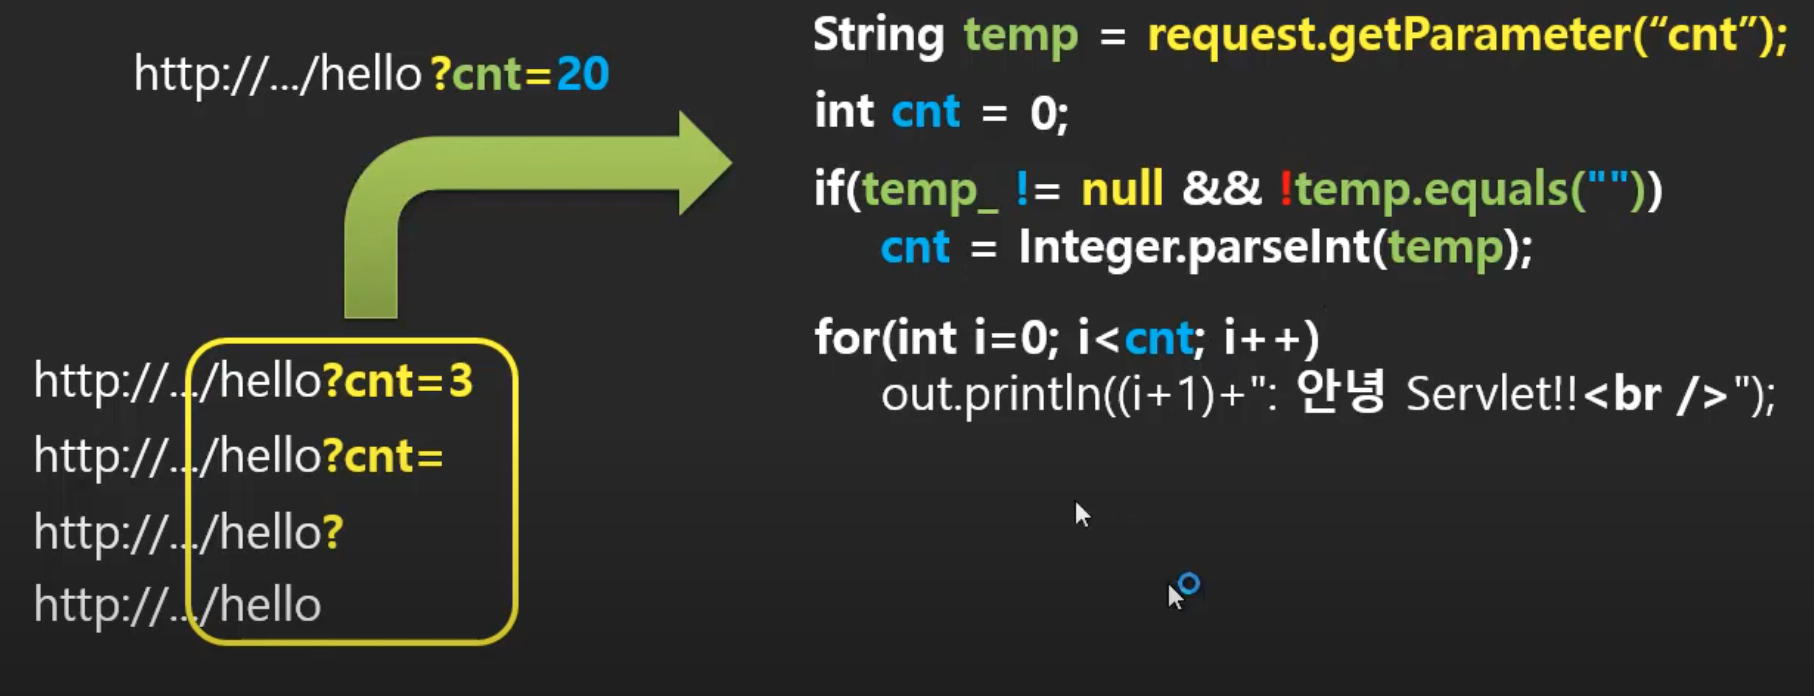 http://.../hello ?cnt=20
http://.../hello?cnt=3
http://.../hello?cnt=
http://.../hello?
http://.../hello
String temp = request.getParameter(“cnt”);
int cnt = 0;
if(temp_ != null && !temp.equals(""))
cnt = Integer.parseInt(temp);
for(int i=0; i<cnt; i++)
out.println((i+1)+": 안녕 Servlet!!<br />");